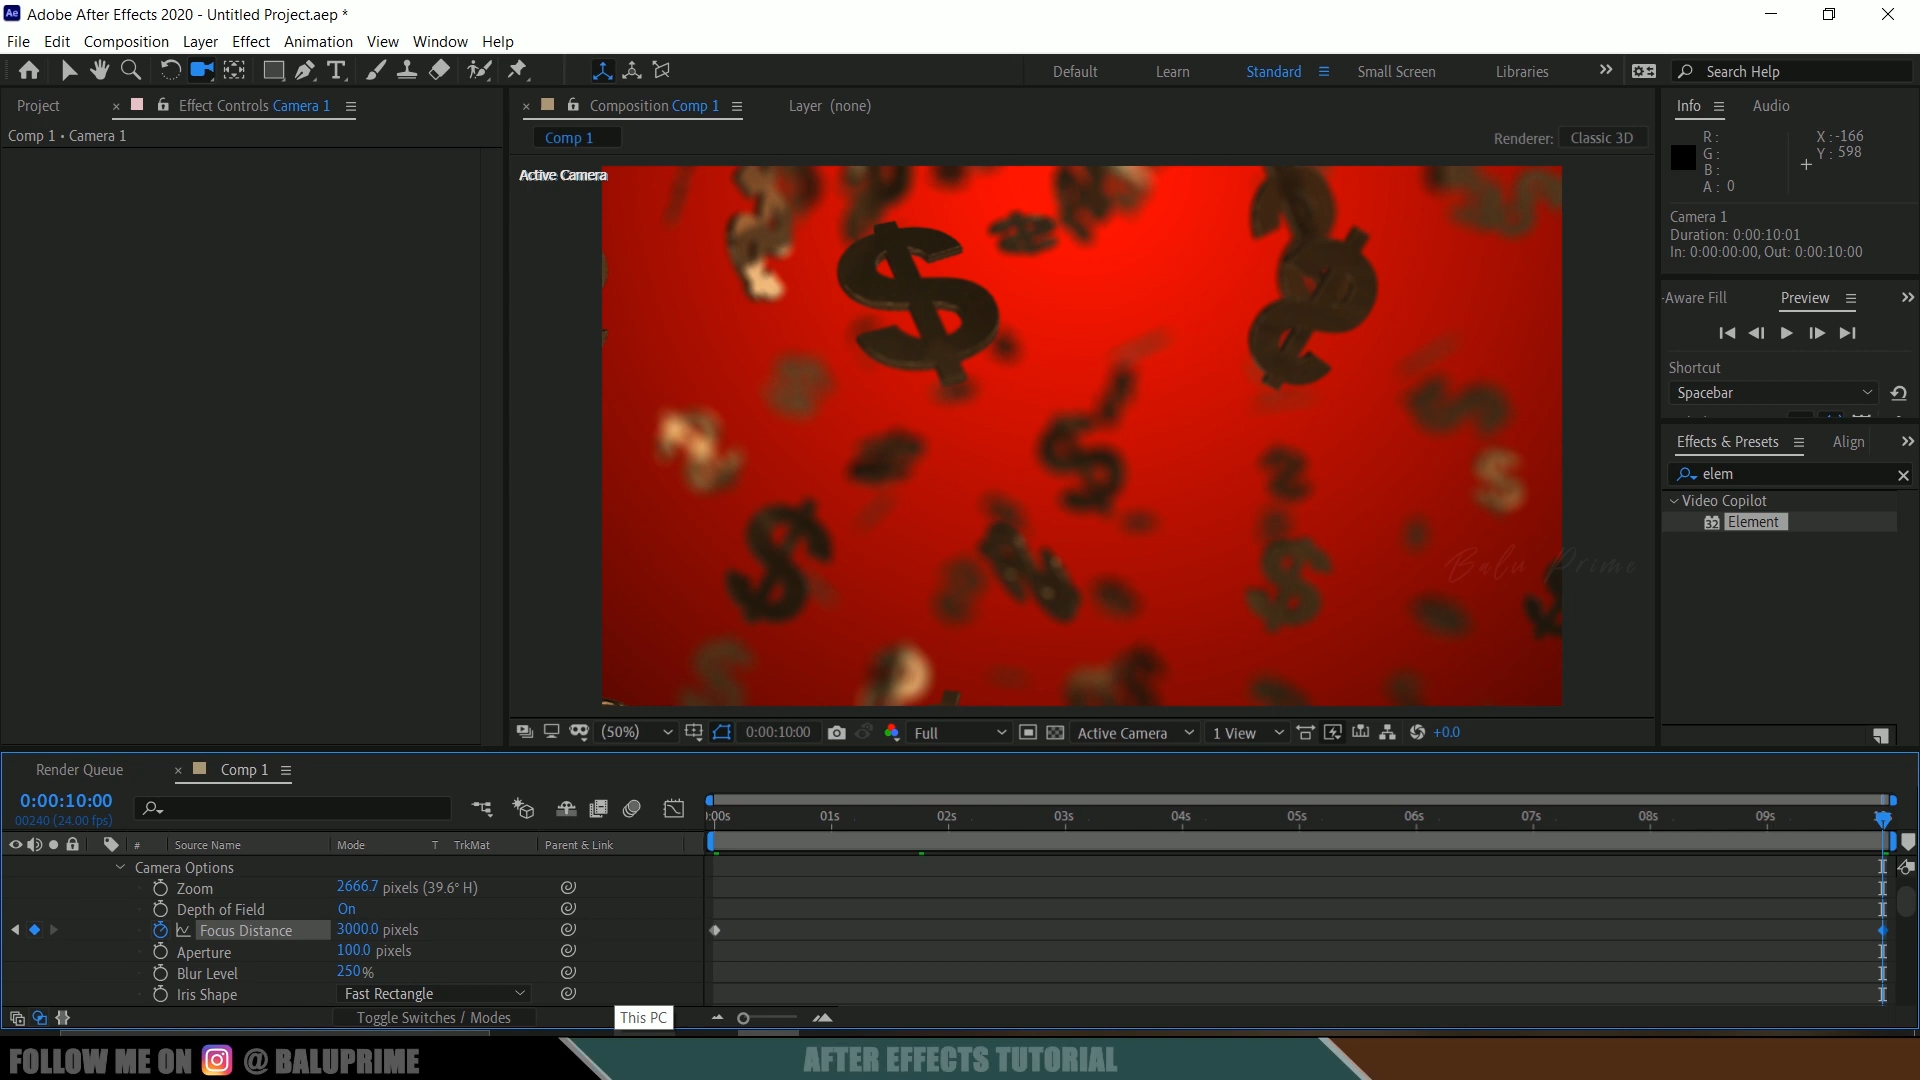 Adobe After Effects 2020 - Untitled Project.aep *
File Edit Composition Layer Effect Animation View Window Help
Default Learn Standard Small Screen Libraries Search Help
Project Effect Controls Camera 1
Comp 1 • Camera 1
Composition Comp 1 Layer (none)
Comp 1
Renderer: Classic 3D
Active Camera
Info Audio
R :
G :
B :
A : 0
X : -166
Y : 598
Camera 1
Duration: 0:00:10:01
In: 0:00:00:00, Out: 0:00:10:00
-Aware Fill Preview
Shortcut
Spacebar
Effects & Presets Align
elem
Video Copilot
32 Element
Balu Prime
(50%) 0:00:10:00 Full Active Camera 1 View +0.0
Render Queue Comp 1
0:00:10:00
00240 (24.00 fps)
:00s 01s 02s 03s 04s 05s 06s 07s 08s 09s
# Source Name Mode T TrkMat Parent & Link
Camera Options
Zoom 2666.7 pixels (39.6° H)
Depth of Field On
Focus Distance 3000.0 pixels
Aperture 100.0 pixels
Blur Level 250%
Iris Shape Fast Rectangle
Toggle Switches / Modes
This PC
FOLLOW ME ON @ BALUPRIME
AFTER EFFECTS TUTORIAL